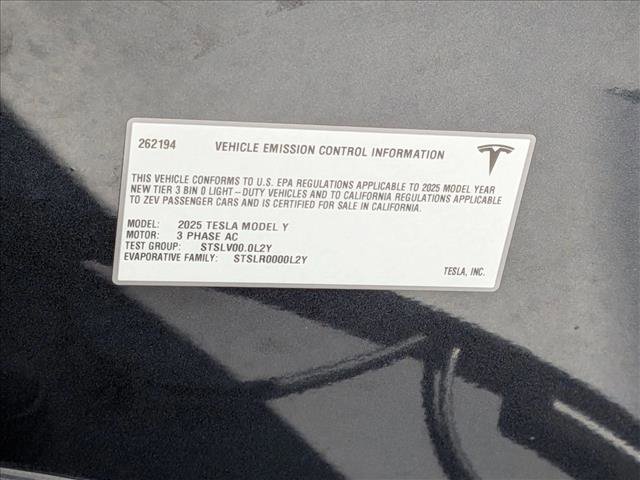 262194 VEHICLE EMISSION CONTROL INFORMATION
THIS VEHICLE CONFORMS TO U.S. EPA REGULATIONS APPLICABLE TO 2025 MODEL YEAR
NEW TIER 3 BIN 0 LIGHT-DUTY VEHICLES AND TO CALIFORNIA REGULATIONS APPLICABLE
TO ZEV PASSENGER CARS AND IS CERTIFIED FOR SALE IN CALIFORNIA.
MODEL: 2025 TESLA MODEL Y
MOTOR: 3 PHASE AC
TEST GROUP: STSLV00.0L2Y
EVAPORATIVE FAMILY: STSLR0000L2Y
TESLA, INC.